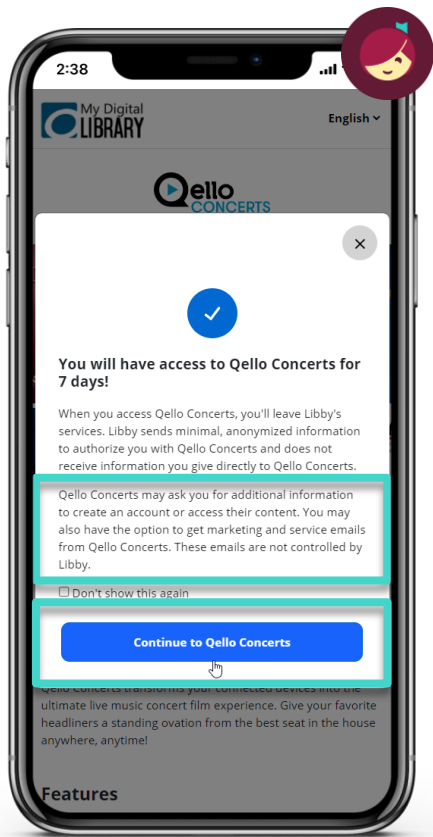 2:38
My Digital
LIBRARY
English
Qello
CONCERTS
You will have access to Qello Concerts for
7 days!
When you access Qello Concerts, you'll leave Libby's
services. Libby sends minimal, anonymized information
to authorize you with Qello Concerts and does not
receive information you give directly to Qello Concerts.
Qello Concerts may ask you for additional information
to create an account or access their content. You may
also have the option to get marketing and service emails
from Qello Concerts. These emails are not controlled by
Libby.
Don't show this again
Continue to Qello Concerts
Qello Concerts transforms your connected devices into the
ultimate live music concert film experience. Give your favorite
headliners a standing ovation from the best seat in the house
anywhere, anytime!
Features